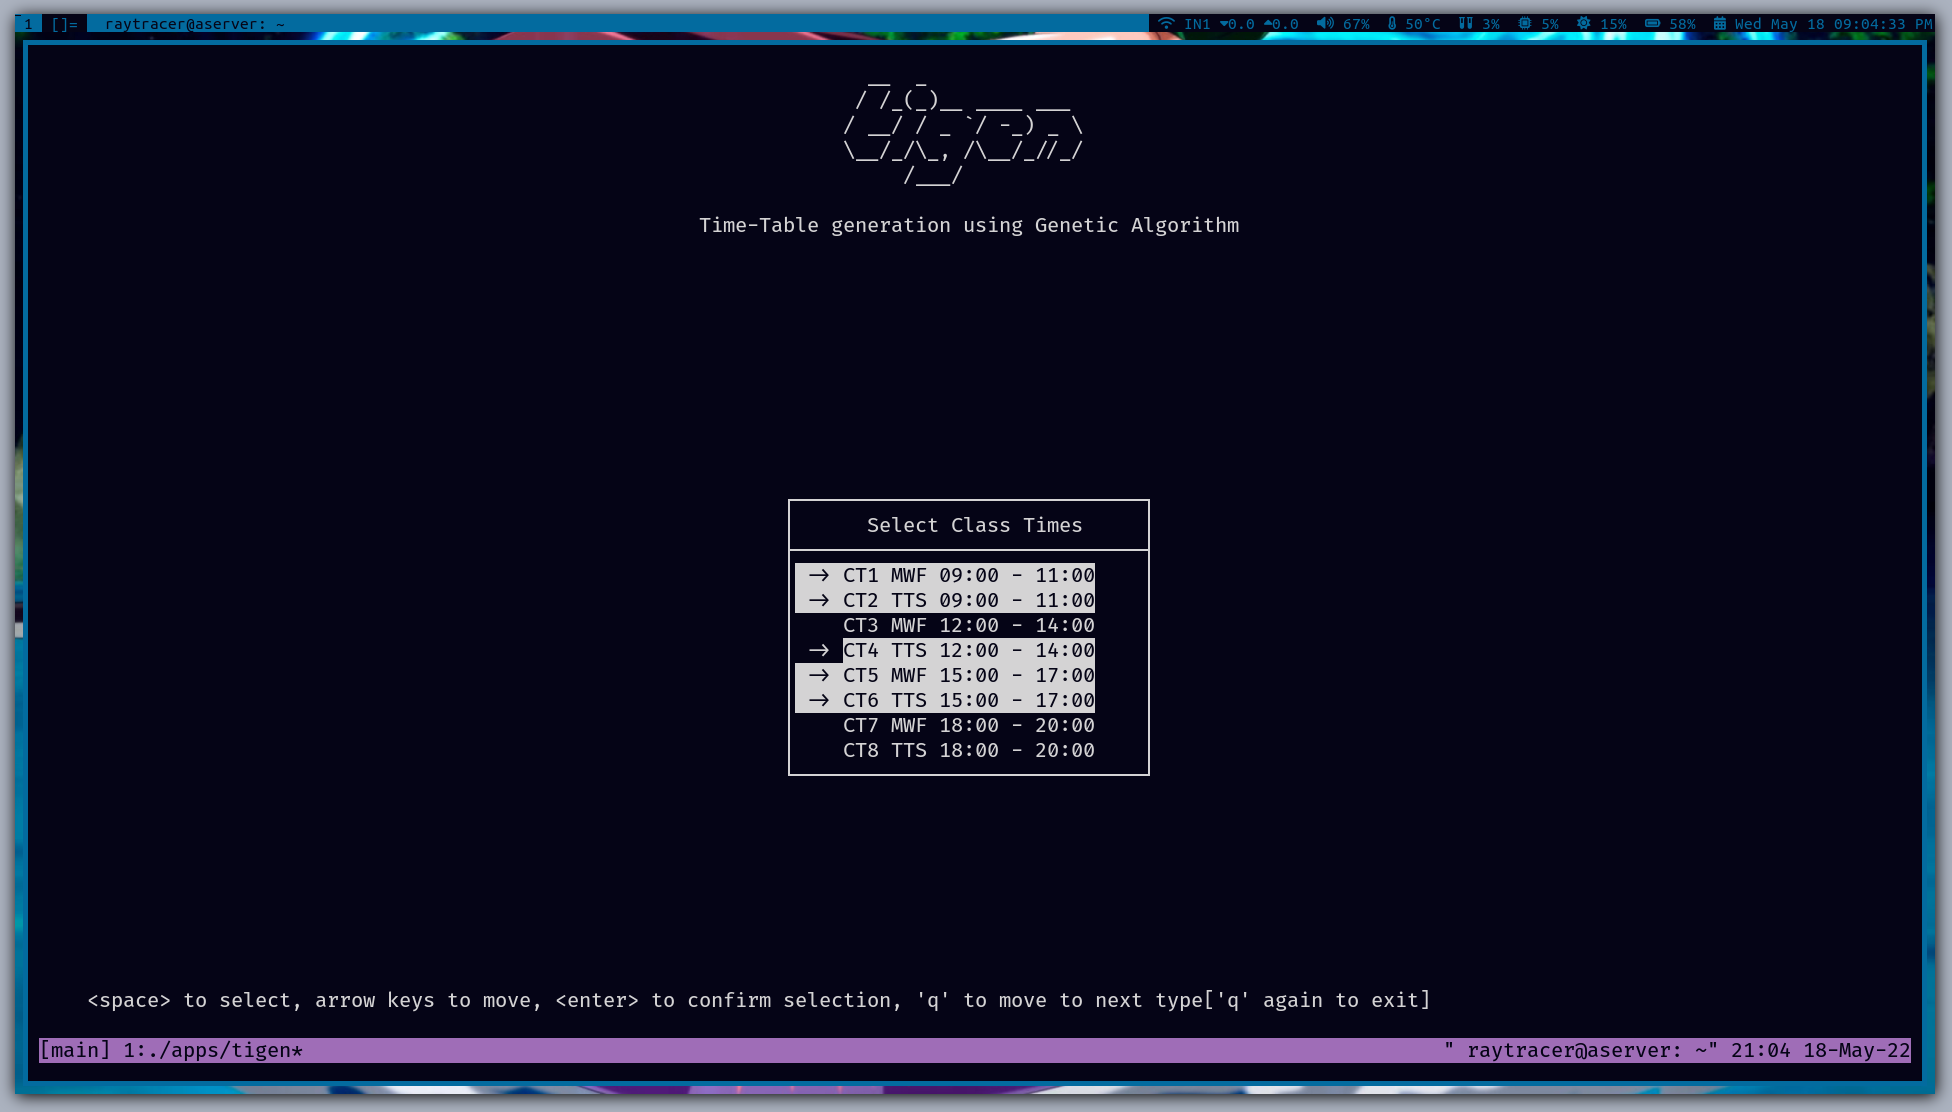 1 []= raytracer@aserver: ~ IN1 ▾0.0 ▴0.0 67% 50°C 3% 5% 15% 58% Wed May 18 09:04:33 PM
   __  _
  / /_(_)__ ____ ___
 / __/ / _ `/ -_) _ \
 \__/_/\_, /\__/_//_/
      /___/
Time-Table generation using Genetic Algorithm
Select Class Times
→ CT1 MWF 09:00 - 11:00
→ CT2 TTS 09:00 - 11:00
CT3 MWF 12:00 - 14:00
→ CT4 TTS 12:00 - 14:00
→ CT5 MWF 15:00 - 17:00
→ CT6 TTS 15:00 - 17:00
CT7 MWF 18:00 - 20:00
CT8 TTS 18:00 - 20:00
<space> to select, arrow keys to move, <enter> to confirm selection, 'q' to move to next type['q' again to exit]
[main] 1:./apps/tigen* " raytracer@aserver: ~" 21:04 18-May-22